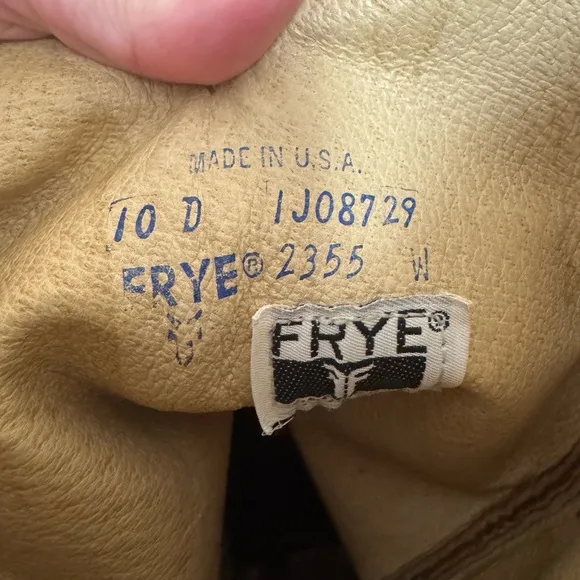 MADE IN U.S.A.
10 D 1J08729
FRYE® 2355 W
FRYE®